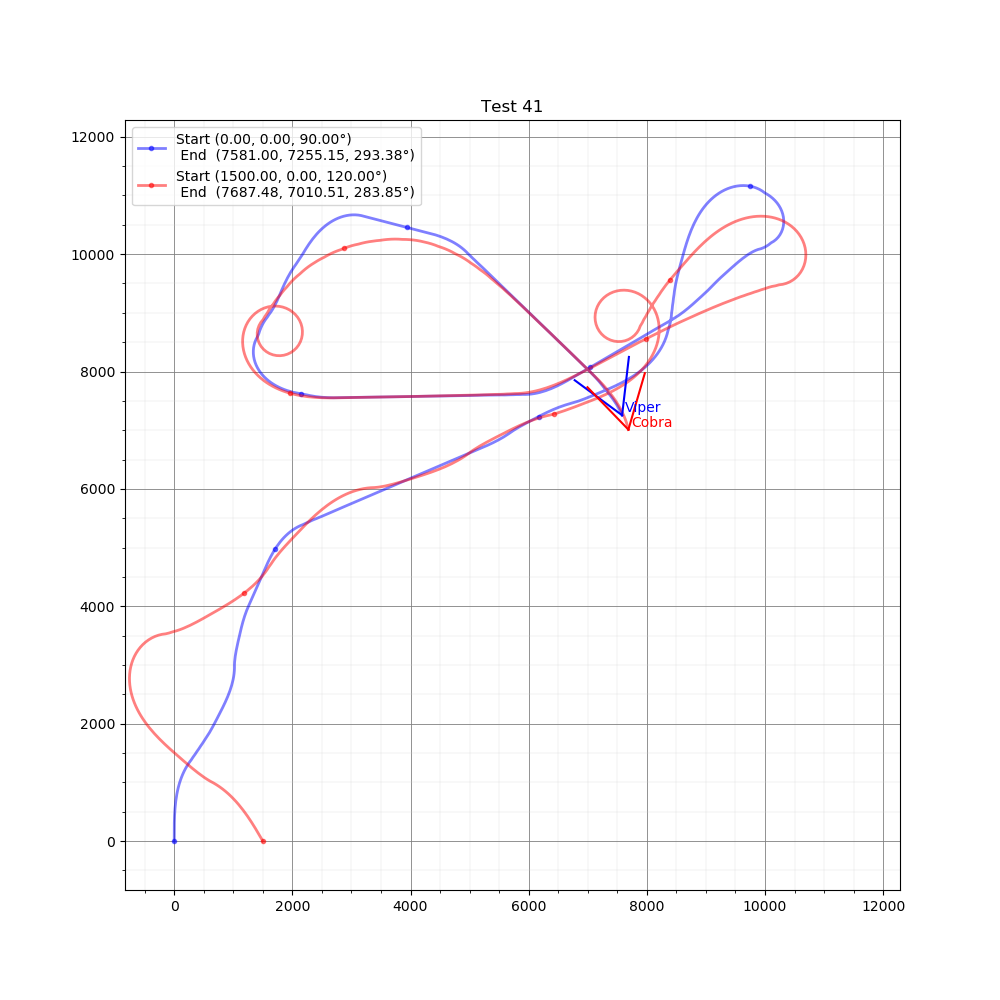 Test 41
Start (0.00, 0.00, 90.00°)
End (7581.00, 7255.15, 293.38°)
Start (1500.00, 0.00, 120.00°)
End (7687.48, 7010.51, 283.85°)
12000
10000
8000
6000
4000
2000
0
Viper
Cobra
0
2000
4000
6000
8000
10000
12000